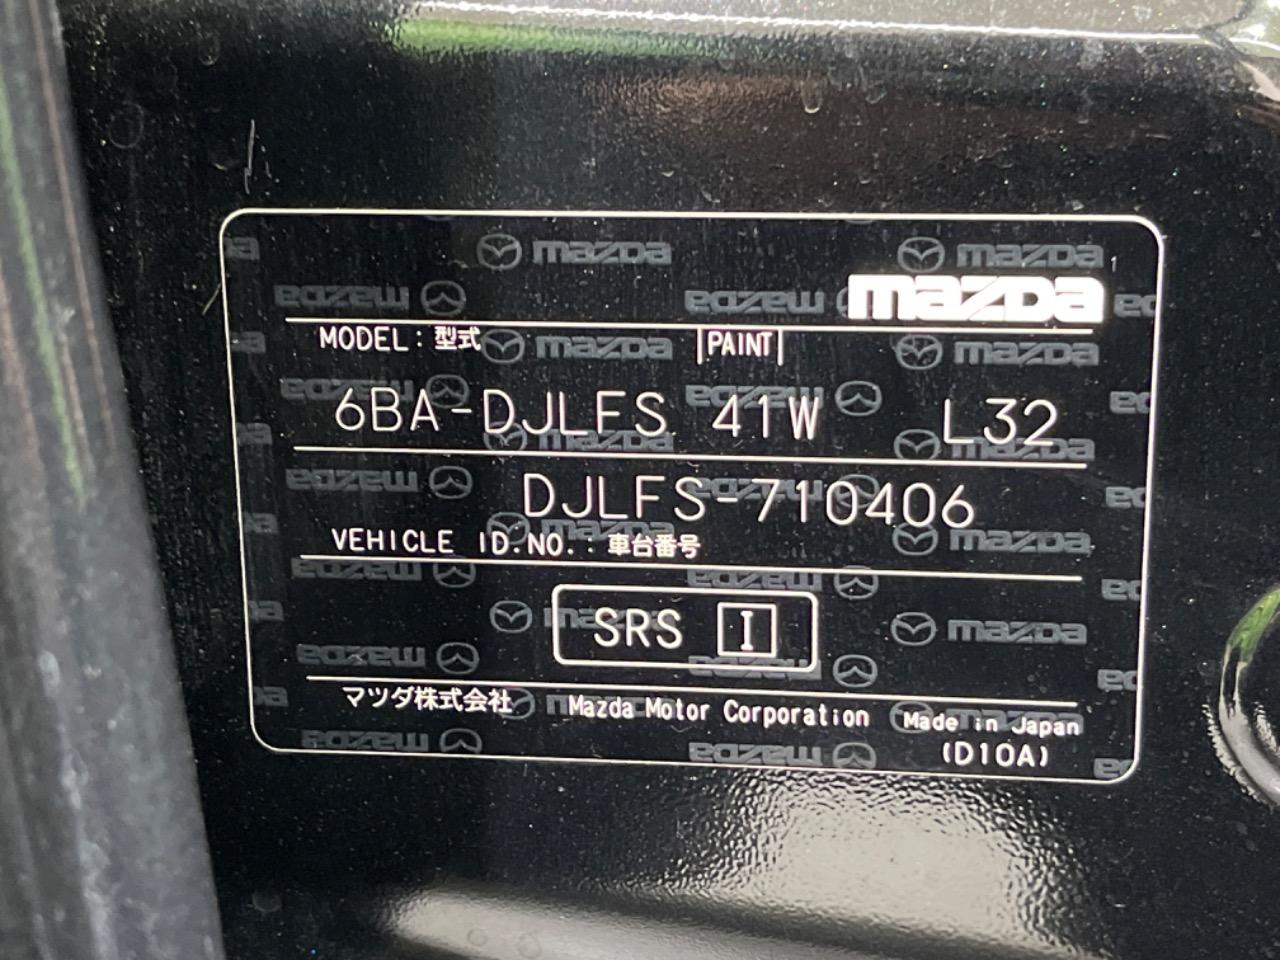 mazda
MODEL : 型式 PAINT
6BA-DJLFS 41W L32
DJLFS-710406
VEHICLE ID.NO. : 車台番号
SRS I
マツダ株式会社 Mazda Motor Corporation Made in Japan
(D10A)